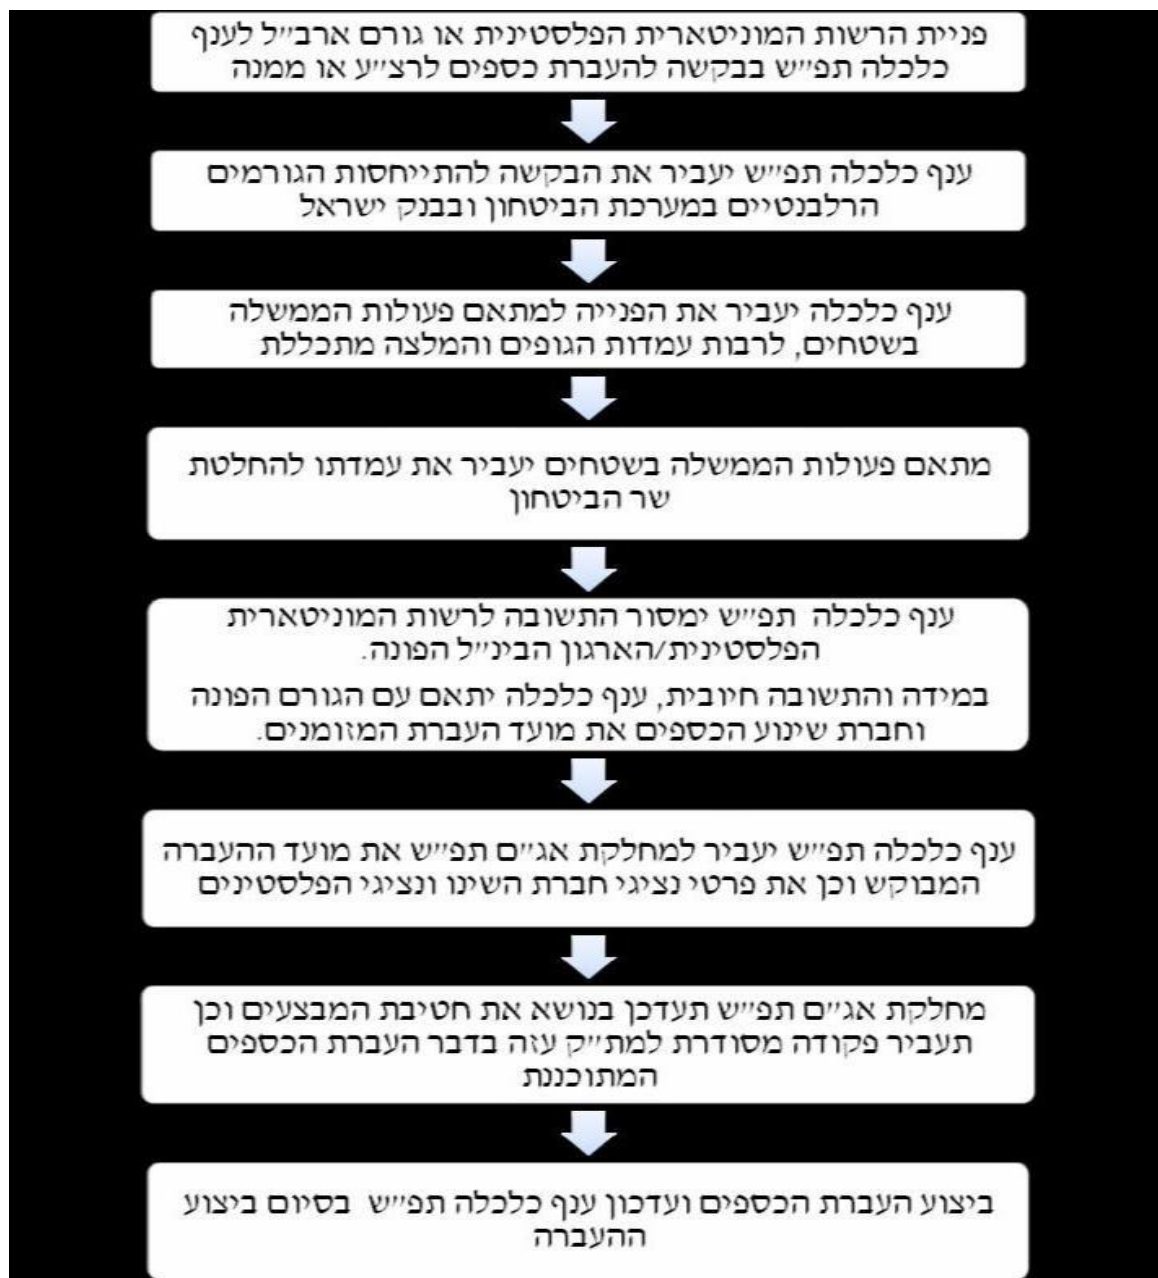 פניית הרשות המוניטארית הפלסטינית או גורם ארב״ל לענף
כלכלה תפ״ש בבקשה להעברת כספים לרצ״ע או ממנה
ענף כלכלה תפ״ש יעביר את הבקשה להתייחסות הגורמים
הרלבנטיים במערכת הביטחון ובבנק ישראל
ענף כלכלה יעביר את הפנייה למתאם פעולות הממשלה
בשטחים, לרבות עמדות הגופים והמלצה מתכללת
מתאם פעולות הממשלה בשטחים יעביר את עמדתו להחלטת
שר הביטחון
ענף כלכלה תפ״ש ימסור התשובה לרשות המוניטארית
הפלסטינית/הארגון הבינ״ל הפונה.
במידה והתשובה חיובית, ענף כלכלה יתאם עם הגורם הפונה
וחברת שינוע הכספים את מועד העברת המזומנים.
ענף כלכלה תפ״ש יעביר למחלקת אג״ם תפ״ש את מועד ההעברה
המבוקש וכן את פרטי נציגי חברת השינו ונציגי הפלסטינים
מחלקת אג״ם תפ״ש תעדכן בנושא את חטיבת המבצעים וכן
תעביר פקודה מסודרת למת״ק עזה בדבר העברת הכספים
המתוכננת
ביצוע העברת הכספים ועדכון ענף כלכלה תפ״ש בסיום ביצוע
ההעברה